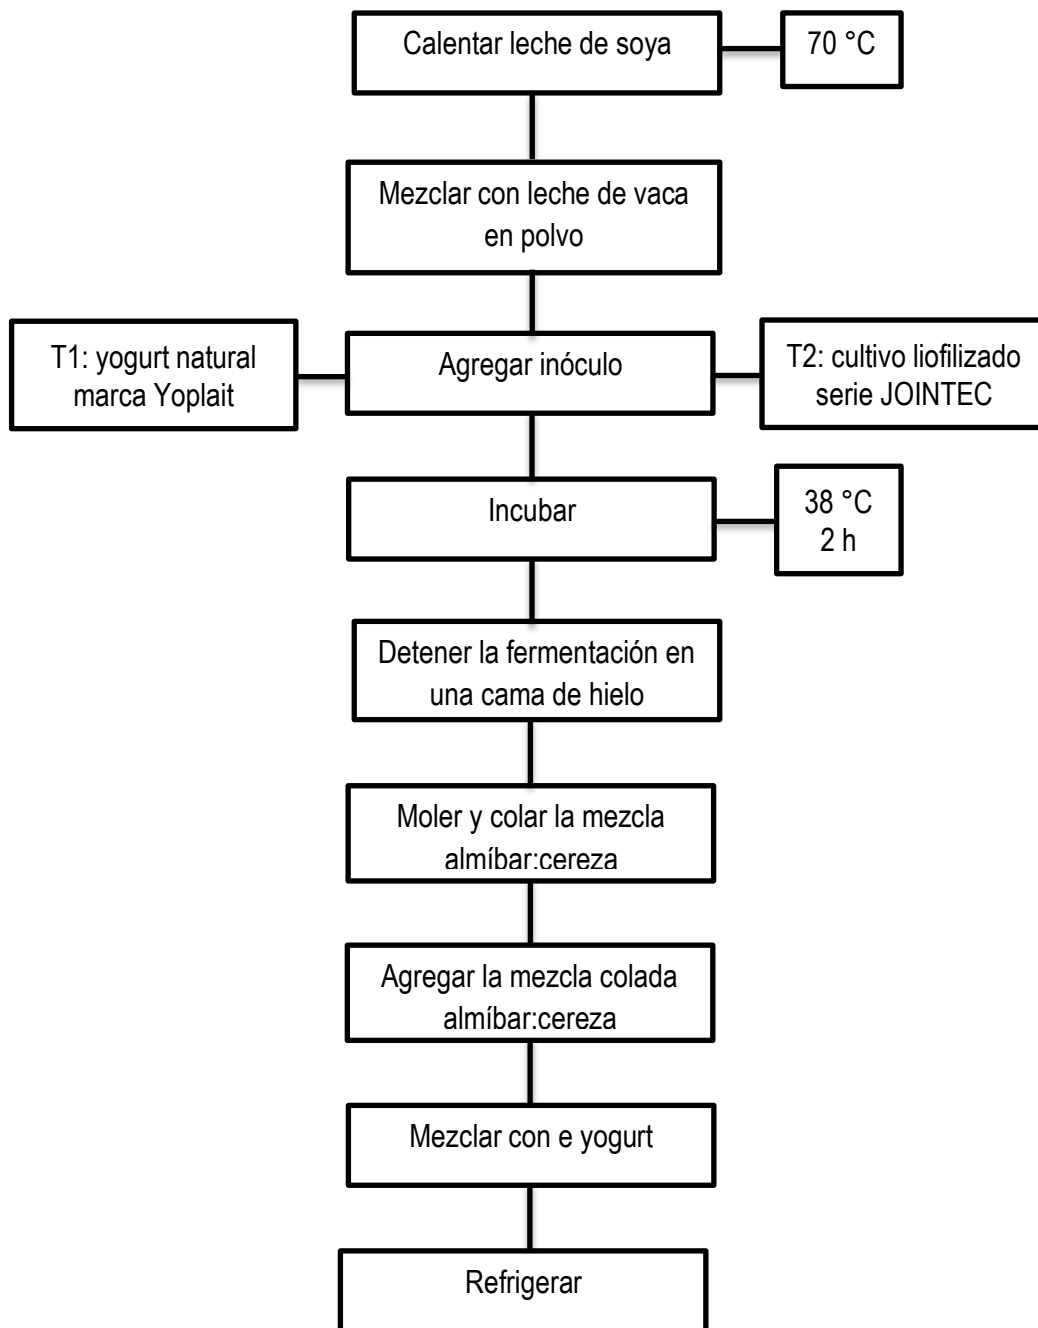 Calentar leche de soya
70 °C
Mezclar con leche de vaca
en polvo
T1: yogurt natural
marca Yoplait
Agregar inóculo
T2: cultivo liofilizado
serie JOINTEC
Incubar
38 °C
2 h
Detener la fermentación en
una cama de hielo
Moler y colar la mezcla
almíbar:cereza
Agregar la mezcla colada
almíbar:cereza
Mezclar con e yogurt
Refrigerar